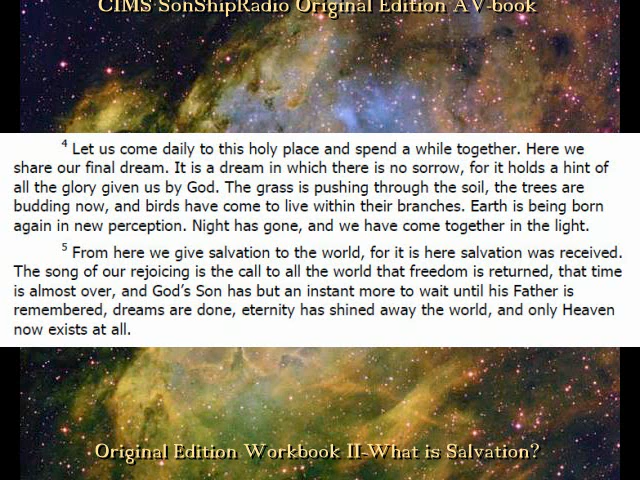 CIMS SonShipRadio Original Edition AV-book
4 Let us come daily to this holy place and spend a while together. Here we
share our final dream. It is a dream in which there is no sorrow, for it holds a hint of
all the glory given us by God. The grass is pushing through the soil, the trees are
budding now, and birds have come to live within their branches. Earth is being born
again in new perception. Night has gone, and we have come together in the light.
5 From here we give salvation to the world, for it is here salvation was received.
The song of our rejoicing is the call to all the world that freedom is returned, that time
is almost over, and God’s Son has but an instant more to wait until his Father is
remembered, dreams are done, eternity has shined away the world, and only Heaven
now exists at all.
Original Edition Workbook II-What is Salvation?